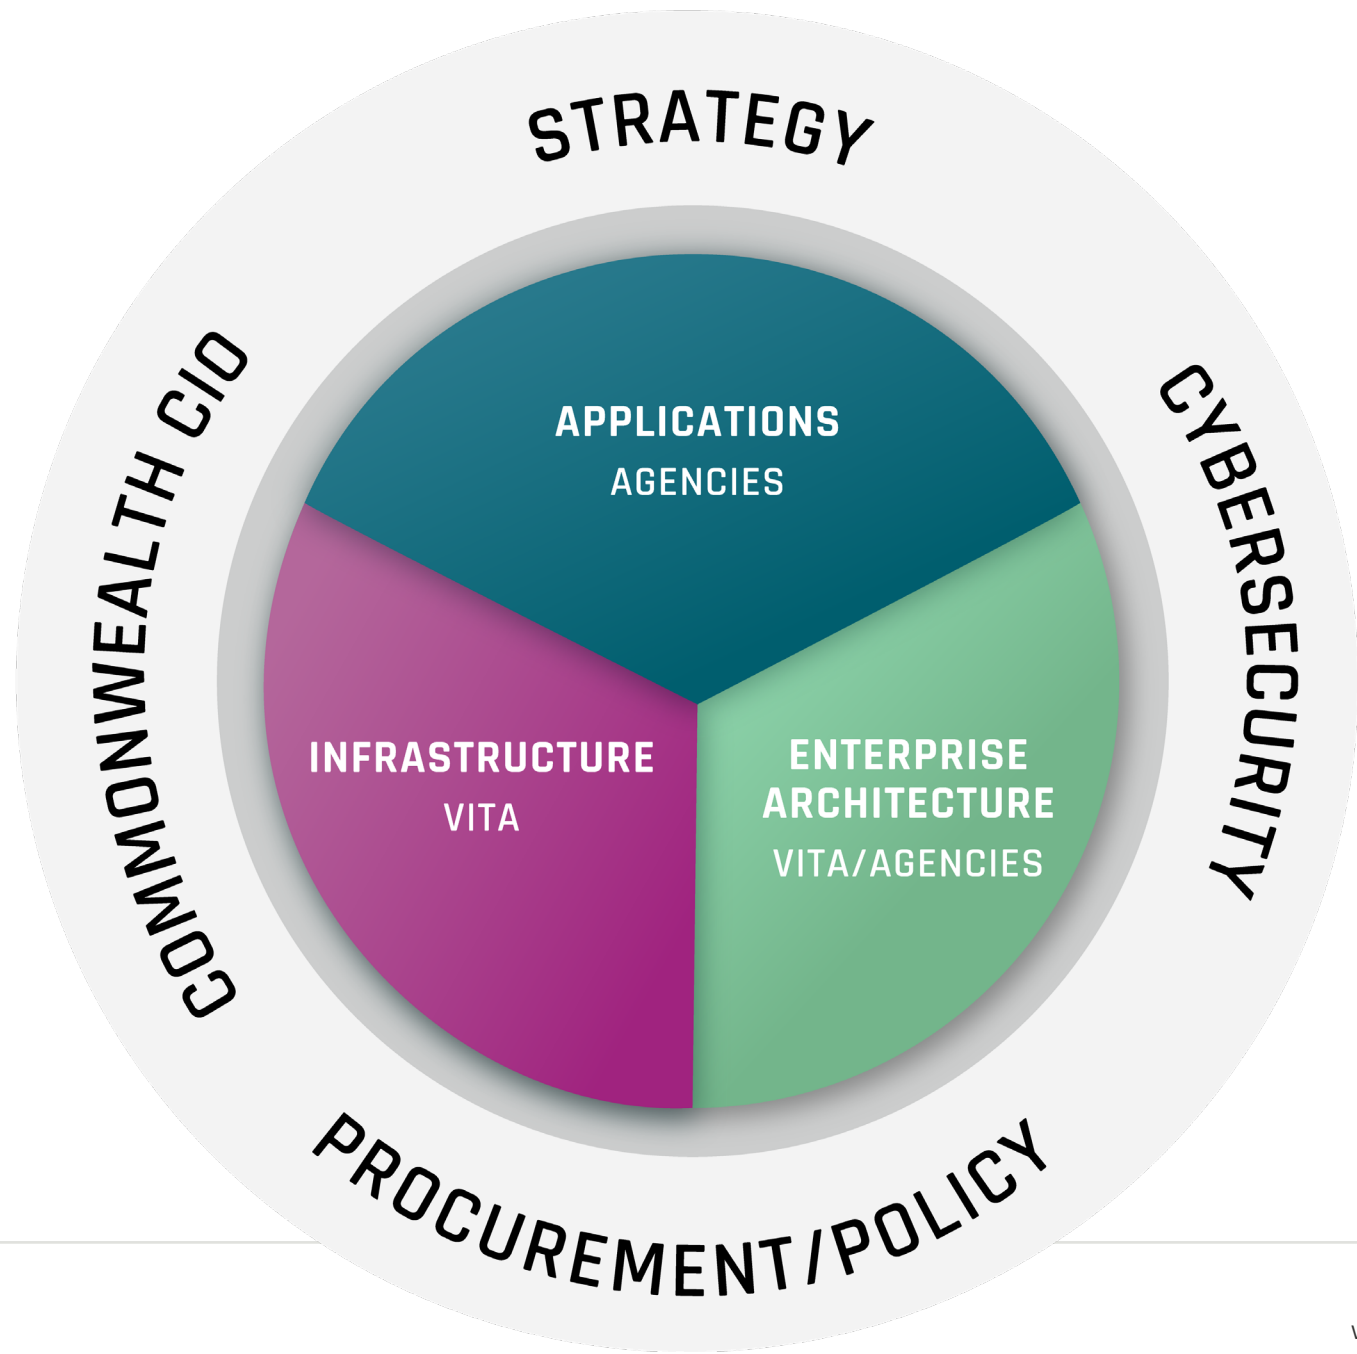 STRATEGY
COMMONWEALTH CIO
CYBERSECURITY
APPLICATIONS
AGENCIES
INFRASTRUCTURE
VITA
ENTERPRISE
ARCHITECTURE
VITA/AGENCIES
PROCUREMENT/POLICY